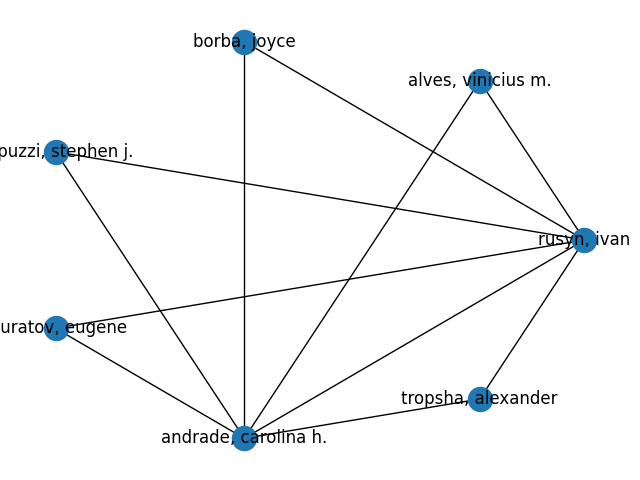 borba, joyce
alves, vinicius m.
puzzi, stephen j.
rusyn, ivan
uratov, eugene
tropsha, alexander
andrade, carolina h.